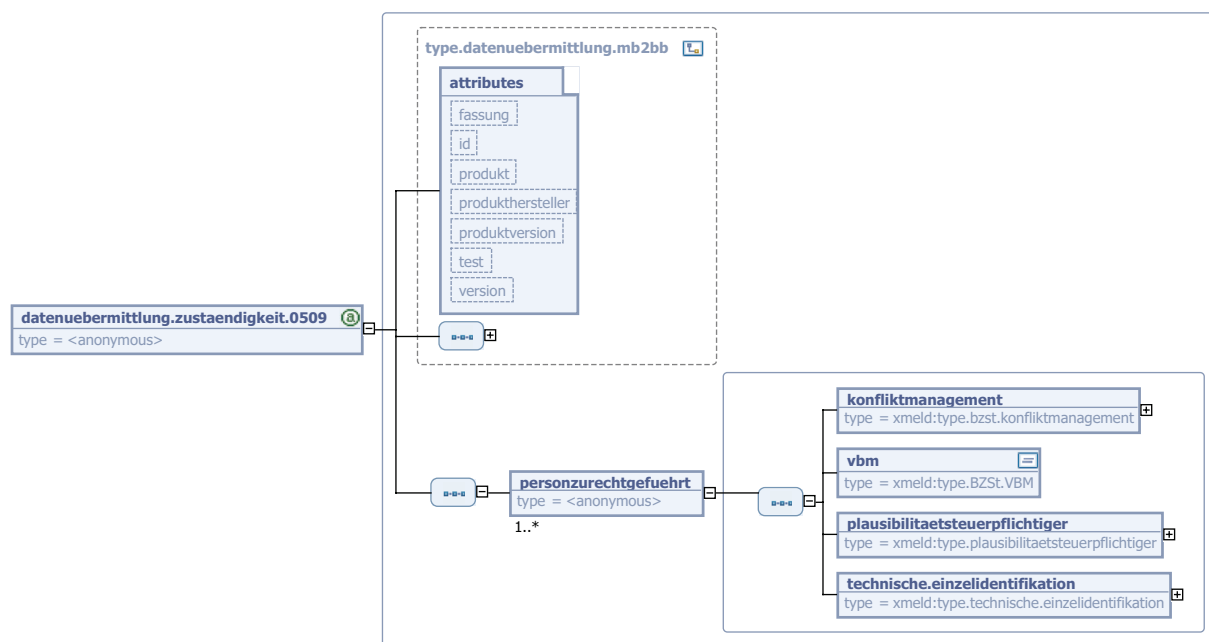 type.datenuebermittlung.mb2bb
attributes
fassung
id
produkt
produkthersteller
produktversion
test
version
datenuebermittlung.zustaendigkeit.0509
type = <anonymous>
personzurechtgefuehrt
type = <anonymous>
1..*
konfliktmanagement
type = xmeld:type.bzst.konfliktmanagement
vbm
type = xmeld:type.BZSt.VBM
plausibilitaetsteuerpflichtiger
type = xmeld:type.plausibilitaetsteuerpflichtiger
technische.einzelidentifikation
type = xmeld:type.technische.einzelidentifikation